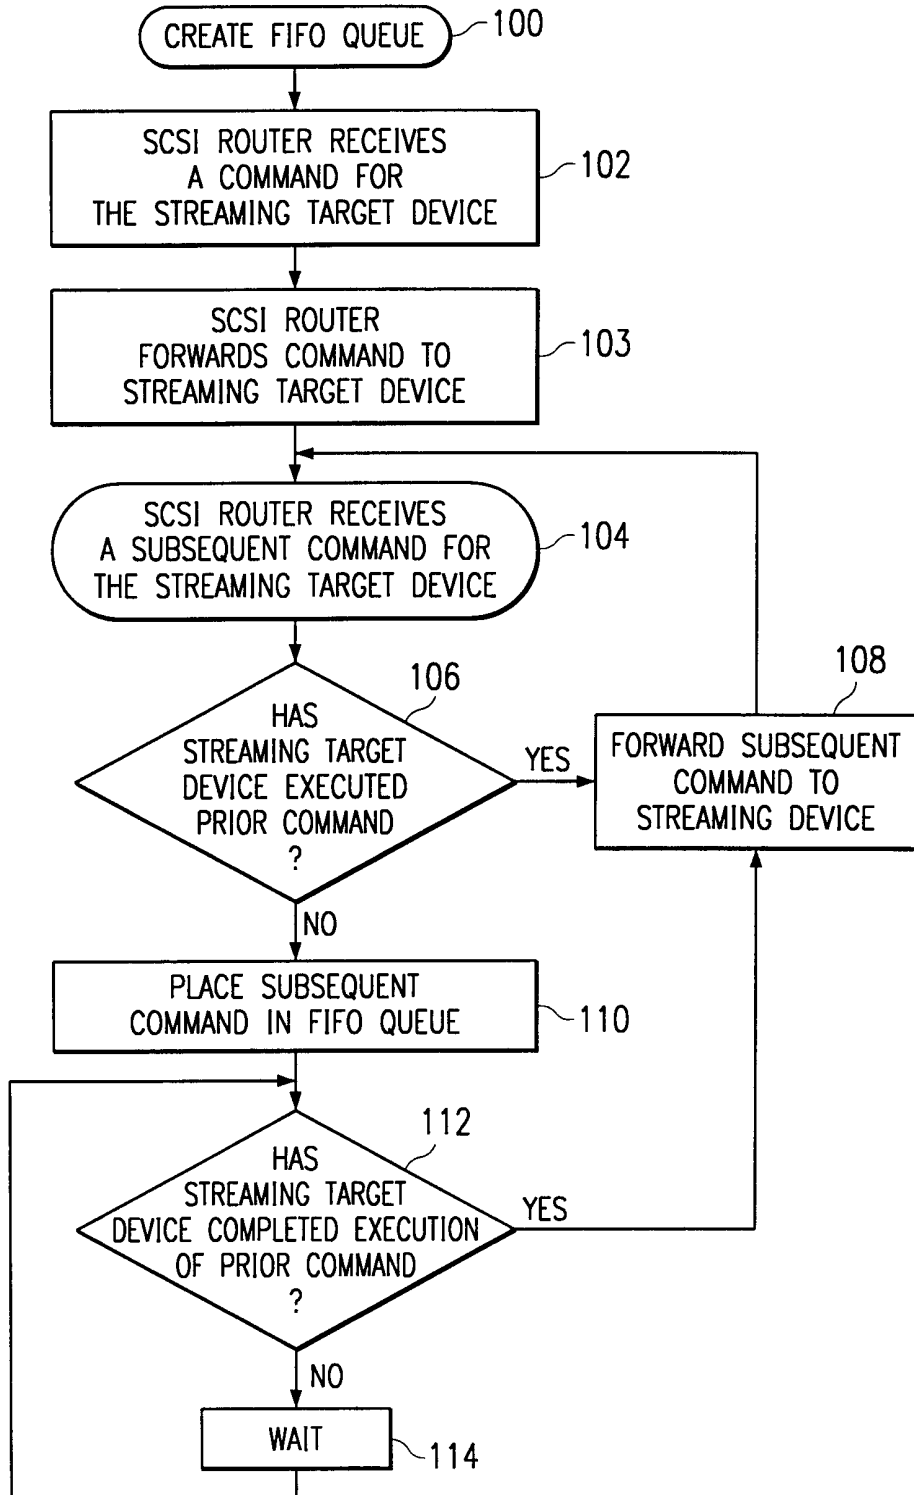 CREATE FIFO QUEUE
100
SCSI ROUTER RECEIVES
A COMMAND FOR
THE STREAMING TARGET DEVICE
102
SCSI ROUTER
FORWARDS COMMAND TO
STREAMING TARGET DEVICE
103
SCSI ROUTER RECEIVES
A SUBSEQUENT COMMAND FOR
THE STREAMING TARGET DEVICE
104
HAS
STREAMING TARGET
DEVICE EXECUTED
PRIOR COMMAND
?
106
YES
FORWARD SUBSEQUENT
COMMAND TO
STREAMING DEVICE
108
NO
PLACE SUBSEQUENT
COMMAND IN FIFO QUEUE
110
HAS
STREAMING TARGET
DEVICE COMPLETED EXECUTION
OF PRIOR COMMAND
?
112
YES
NO
WAIT
114